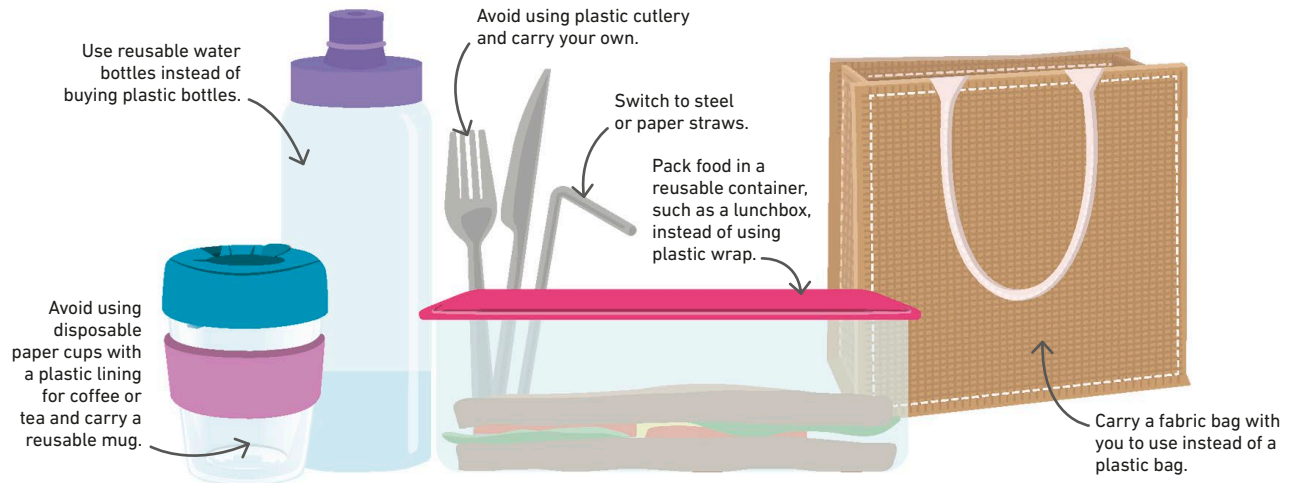 Use reusable water
bottles instead of
buying plastic bottles.
Avoid using plastic cutlery
and carry your own.
Switch to steel
or paper straws.
Pack food in a
reusable container,
such as a lunchbox,
instead of using
plastic wrap.
Avoid using
disposable
paper cups with
a plastic lining
for coffee or
tea and carry a
reusable mug.
Carry a fabric bag with
you to use instead of a
plastic bag.